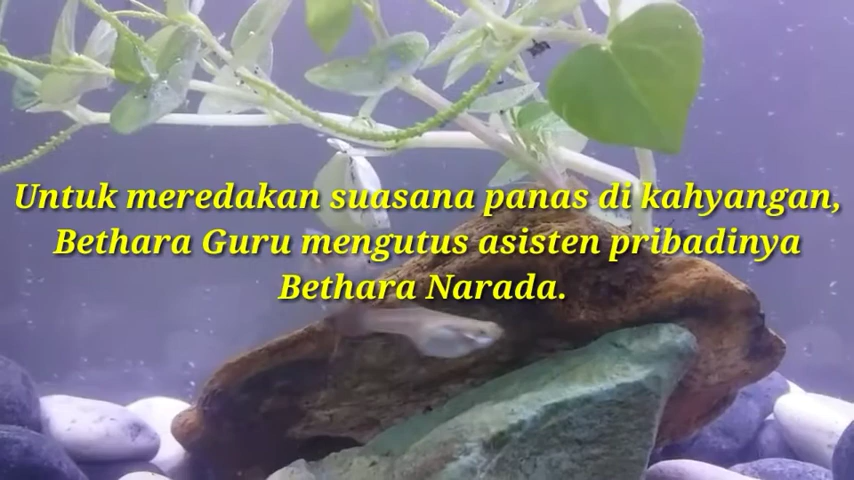 Untuk meredakan suasana panas di kahyangan,
Bethara Guru mengutus asisten pribadinya
Bethara Narada.